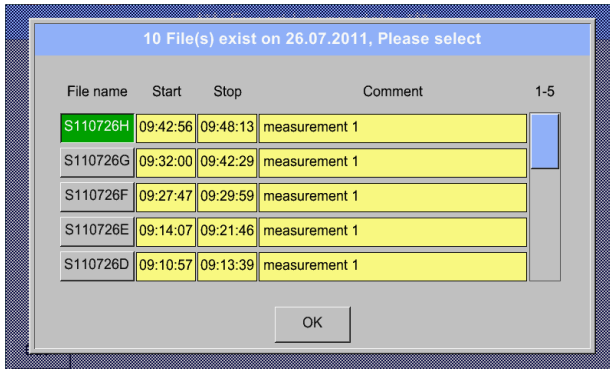 10 File(s) exist on 26.07.2011, Please select
File name Start Stop Comment 1-5
S110726H 09:42:56 09:48:13 measurement 1
S110726G 09:32:00 09:42:29 measurement 1
S110726F 09:27:47 09:29:59 measurement 1
S110726E 09:14:07 09:21:46 measurement 1
S110726D 09:10:57 09:13:39 measurement 1
OK